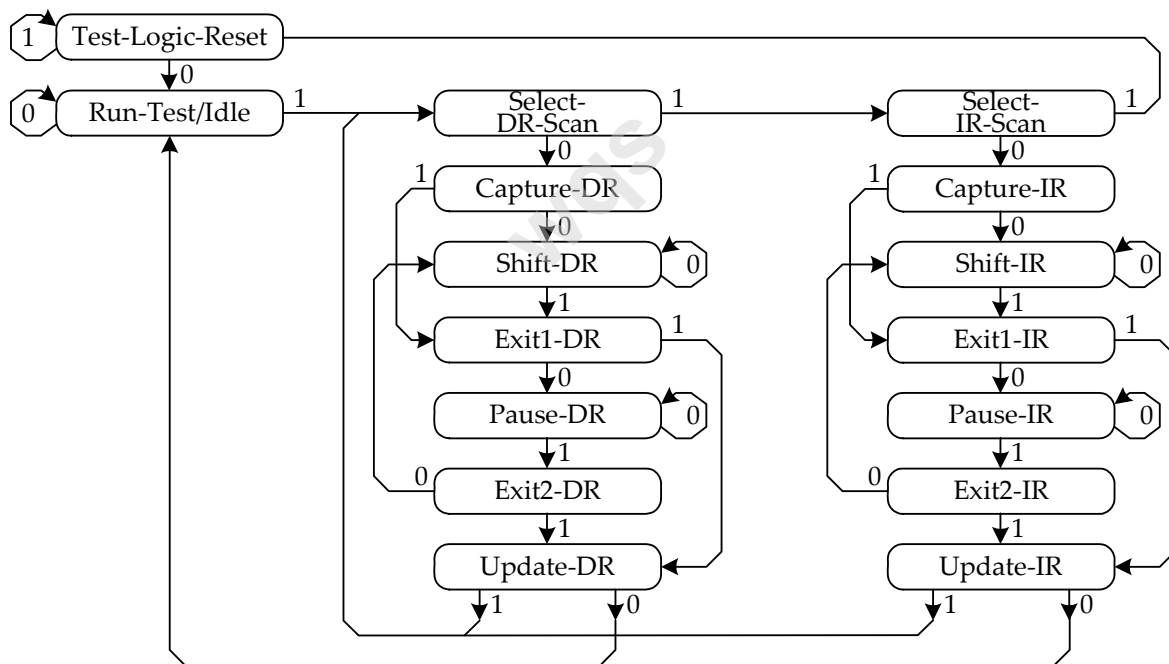 1
Test-Logic-Reset
0
0
Run-Test/Idle
1
Select-
DR-Scan
1
Select-
IR-Scan
1
0
0
1
Capture-DR
1
Capture-IR
0
0
Shift-DR
0
Shift-IR
0
1
1
Exit1-DR
1
Exit1-IR
1
0
0
Pause-DR
0
Pause-IR
0
1
1
0
Exit2-DR
0
Exit2-IR
1
1
Update-DR
Update-IR
1
0
1
0
wqs